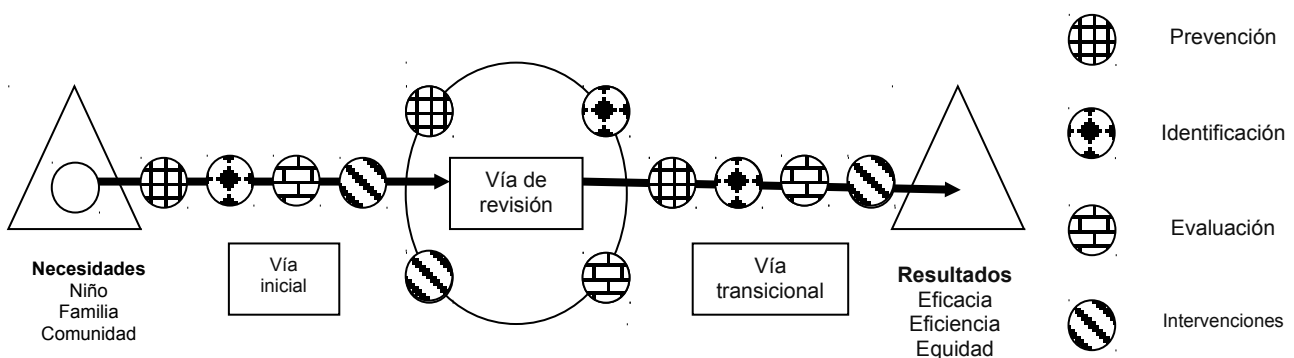 Prevención
Identificación
Evaluación
Intervenciones
Vía de
revisión
Necesidades
Niño
Familia
Comunidad
Vía
inicial
Vía
transicional
Resultados
Eficacia
Eficiencia
Equidad